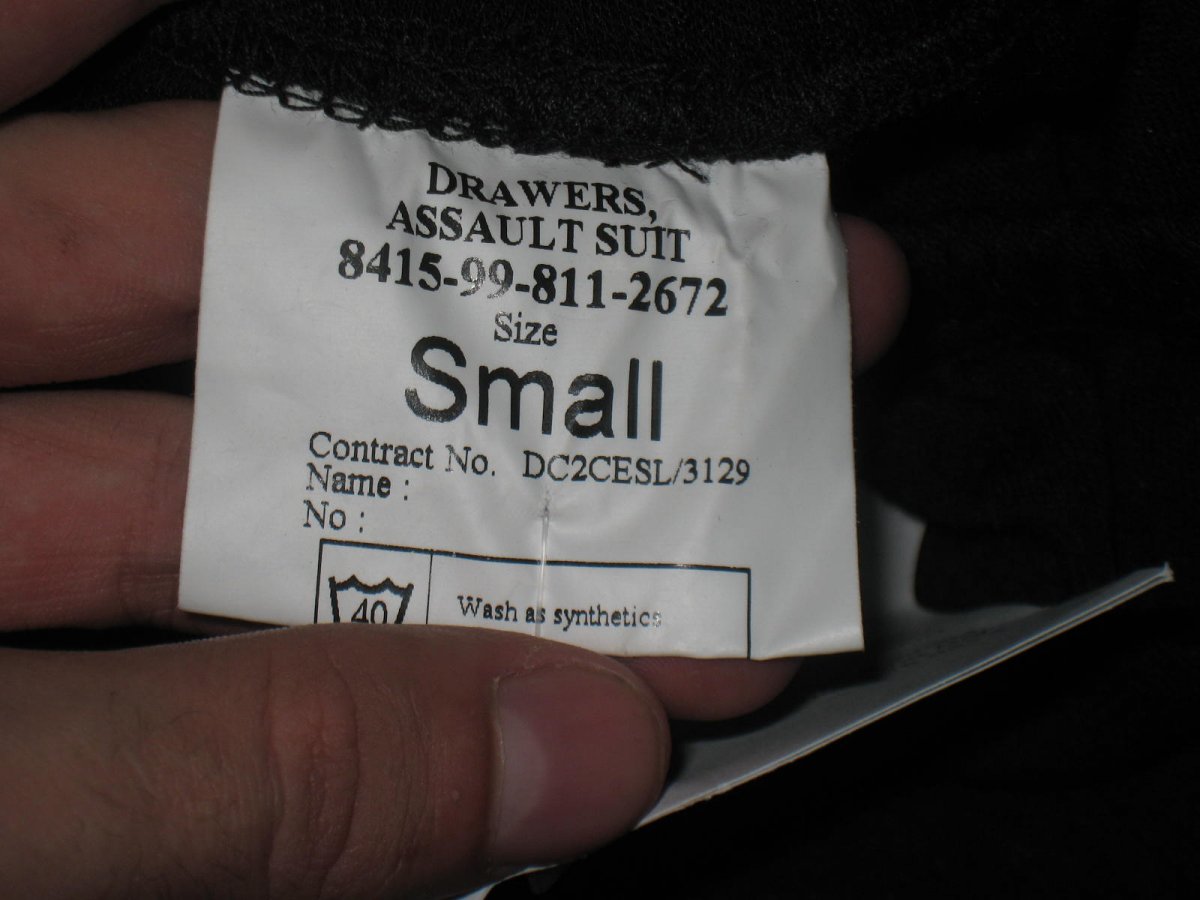 DRAWERS,
ASSAULT SUIT
8415-99-811-2672
Size
Small
Contract No. DC2CESL/3129
Name :
No :
40
Wash as synthetics